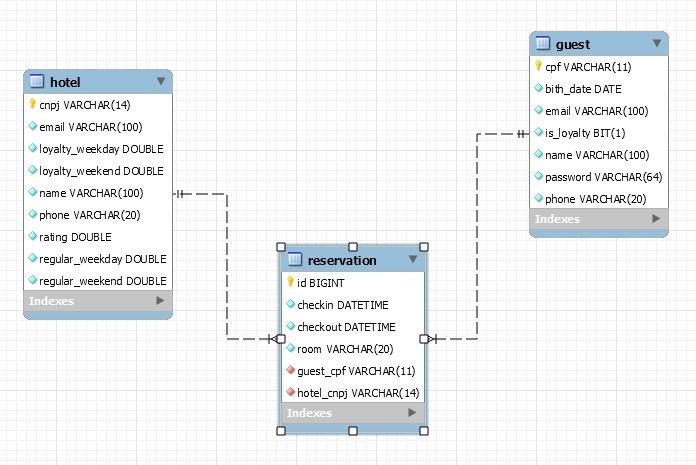 hotel
cnpj VARCHAR(14)
email VARCHAR(100)
loyalty_weekday DOUBLE
loyalty_weekend DOUBLE
name VARCHAR(100)
phone VARCHAR(20)
rating DOUBLE
regular_weekday DOUBLE
regular_weekend DOUBLE
Indexes
guest
cpf VARCHAR(11)
bith_date DATE
email VARCHAR(100)
is_loyalty BIT(1)
name VARCHAR(100)
password VARCHAR(64)
phone VARCHAR(20)
Indexes
reservation
id BIGINT
checkin DATETIME
checkout DATETIME
room VARCHAR(20)
guest_cpf VARCHAR(11)
hotel_cnpj VARCHAR(14)
Indexes